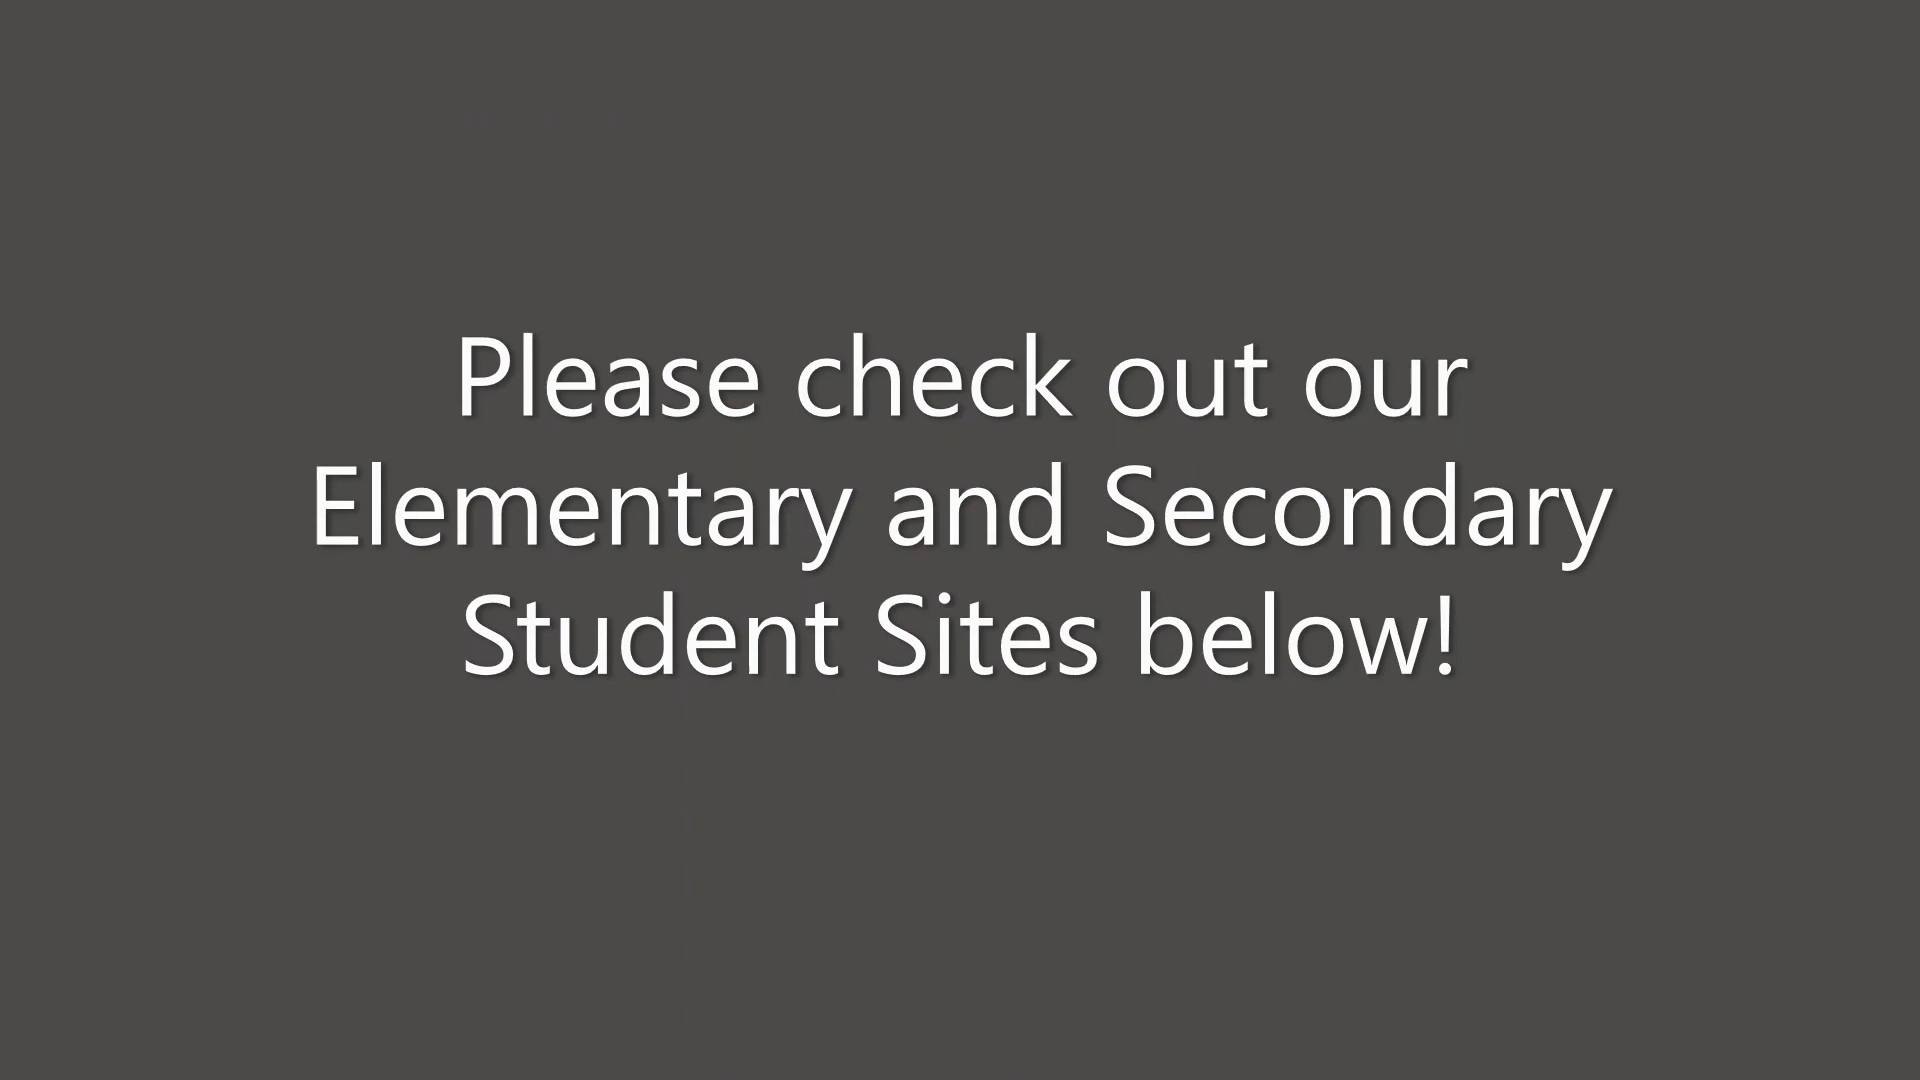 Please check out our
Elementary and Secondary
Student Sites below!